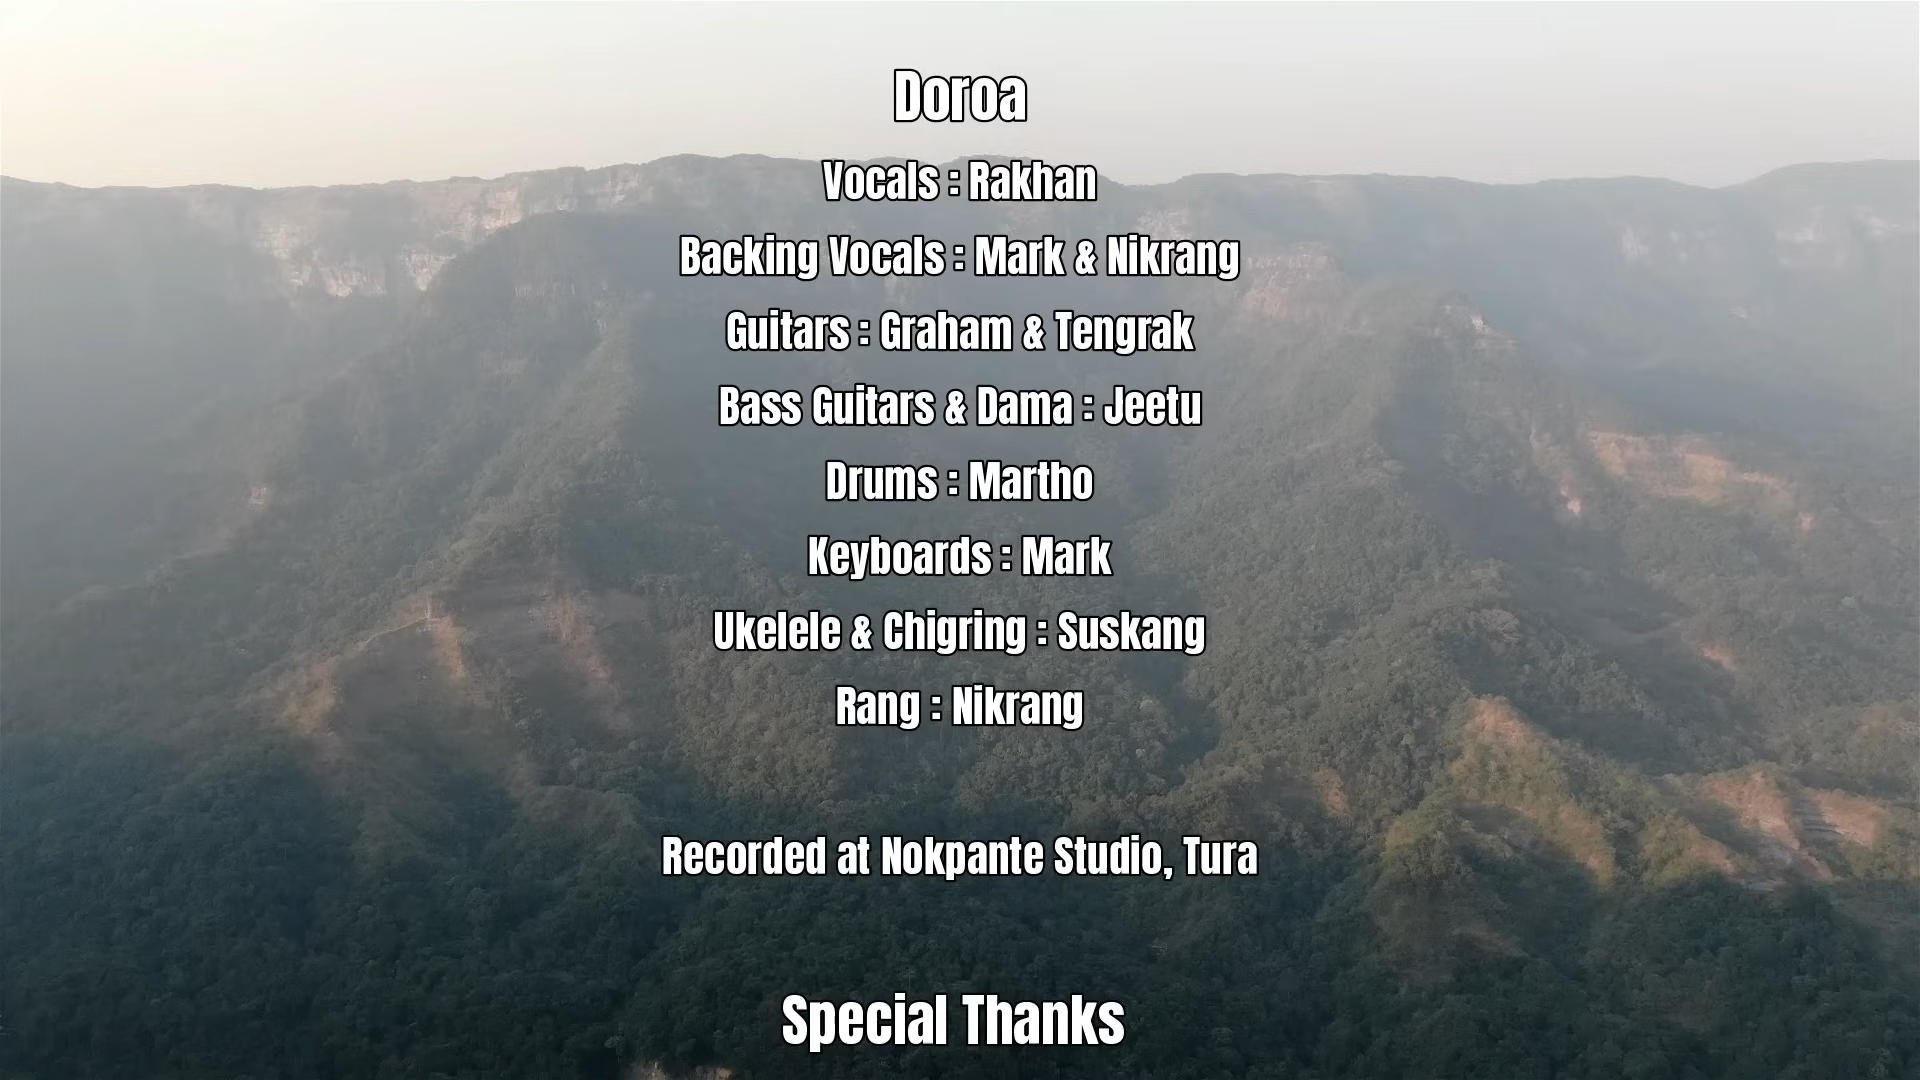 Doroa
Vocals : Rakhan
Backing Vocals : Mark & Nikrang
Guitars : Graham & Tengrak
Bass Guitars & Dama : Jeetu
Drums : Martho
Keyboards : Mark
Ukelele & Chigring : Suskang
Rang : Nikrang
Recorded at Nokpante Studio, Tura
Special Thanks